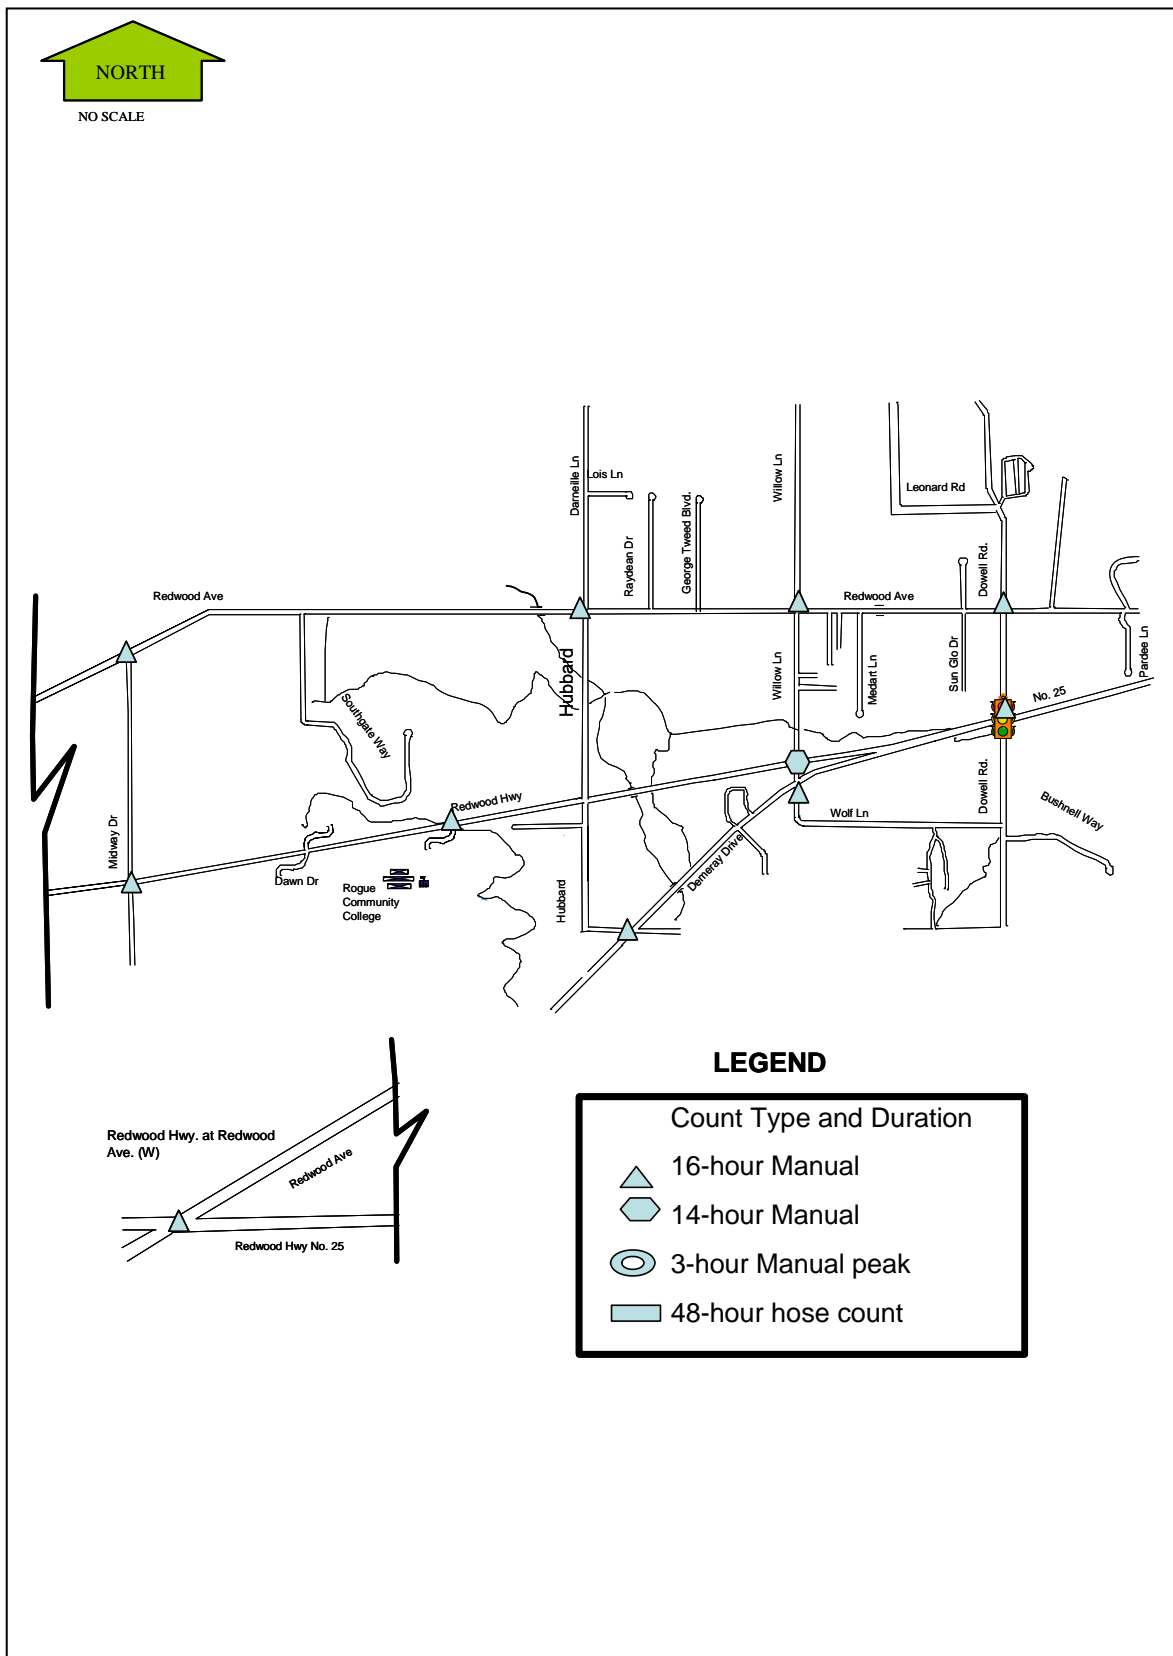 NORTH
NO SCALE
Darneille Ln
Lois Ln
Raydean Dr
George Tweed Blvd.
Willow Ln
Leonard Rd
Dowell Rd.
Redwood Ave
Redwood Ave
Hubbard
Willow Ln
Medart Ln
Sun Glo Dr
Pardee Ln
No. 25
Southgate Way
Redwood Hwy
Midway Dr
Dawn Dr
Rogue
Community
College
Hubbard
Demeray Drive
Wolf Ln
Dowell Rd.
Bushnell Way
Redwood Hwy. at Redwood
Ave. (W)
Redwood Ave
Redwood Hwy No. 25
LEGEND
Count Type and Duration
16-hour Manual
14-hour Manual
3-hour Manual peak
48-hour hose count